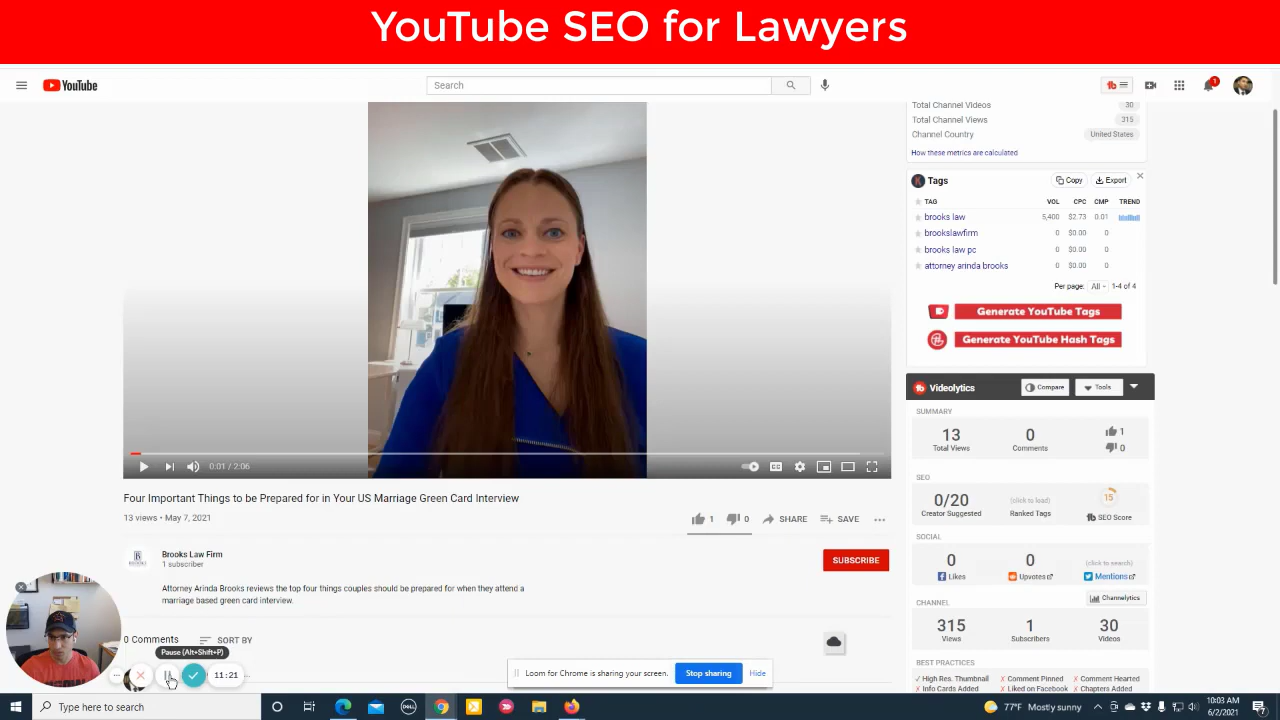 YouTube SEO for Lawyers
YouTube
Search
1
Total Channel Videos 30
Total Channel Views 315
Channel Country United States
How these metrics are calculated
Tags Copy Export
TAG VOL CPC CMP TREND
brooks law 5,400 $2.73 0.01
brookslawfirm 0 $0.00 0
brooks law pc 0 $0.00 0
attorney arinda brooks 0 $0.00 0
Per page: All 1-4 of 4
Generate YouTube Tags
Generate YouTube Hash Tags
Videolytics Compare Tools
SUMMARY
13 0 1
Total Views Comments 0
SEO
0/20 (click to load) 15
Creator Suggested Ranked Tags SEO Score
SOCIAL
0 0 (click to search)
Likes Upvotes Mentions
CHANNEL Channelytics
315 1 30
Views Subscribers Videos
BEST PRACTICES
✓ High Res. Thumbnail ✗ Comment Pinned ✗ Comment Hearted
✗ Info Cards Added ✗ Liked on Facebook ✗ Chapters Added
0:01 / 2:06
CC
Four Important Things to be Prepared for in Your US Marriage Green Card Interview
13 views • May 7, 2021
1 0 SHARE SAVE
Brooks Law Firm
1 subscriber
SUBSCRIBE
Attorney Arinda Brooks reviews the top four things couples should be prepared for when they attend a
marriage based green card interview.
0 Comments SORT BY
Pause (Alt+Shift+P)
11:21
Loom for Chrome is sharing your screen. Stop sharing Hide
Type here to search
DELL
77°F Mostly sunny
10:03 AM
6/2/2021